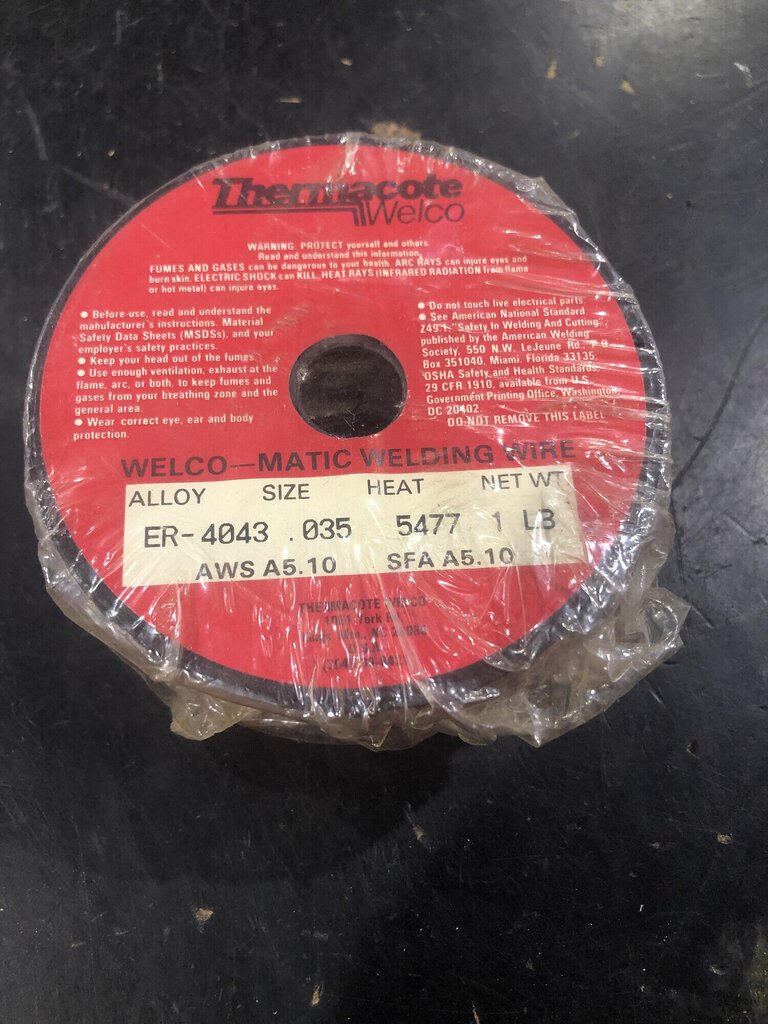 Thermacote
Welco
WARNING: PROTECT yourself and others.
Read and understand this information.
FUMES AND GASES can be dangerous to your health. ARC RAYS can injure eyes and
burn skin. ELECTRIC SHOCK can KILL. HEAT RAYS (INFRARED RADIATION from flame
or hot metal) can injure eyes.
● Before use, read and understand the
manufacturer's instructions. Material
Safety Data Sheets (MSDSs), and your
employer's safety practices.
● Keep your head out of the fumes.
● Use enough ventilation, exhaust at the
flame, arc, or both, to keep fumes and
gases from your breathing zone and the
general area.
● Wear correct eye, ear and body
protection.
● Do not touch live electrical parts.
● See American National Standard
Z49.1, "Safety In Welding And Cutting"
published by the American Welding
Society, 550 N.W. LeJeune Rd., P.O.
Box 351040, Miami, Florida 33135;
OSHA Safety and Health Standards,
29 CFR 1910, available from U.S.
Government Printing Office, Washington,
DC 20402
DO NOT REMOVE THIS LABEL
WELCO—MATIC WELDING WIRE
ALLOY SIZE HEAT NET WT
ER-4043 .035 5477 1 LB
AWS A5.10 SFA A5.10
THERMACOTE WELCO
York
NC